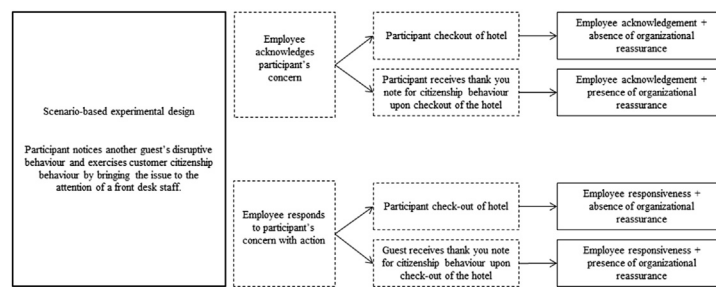 Scenario-based experimental design
Participant notices another guest's disruptive
behaviour and exercises customer citizenship
behaviour by bringing the issue to the
attention of a front desk staff.
Employee
acknowledges
participant's
concern
Participant checkout of hotel
Employee acknowledgement +
absence of organizational
reassurance
Participant receives thank you
note for citizenship behaviour
upon checkout of the hotel
Employee acknowledgement +
presence of organizational
reassurance
Employee responds
to participant's
concern with action
Participant check-out of hotel
Employee responsiveness +
absence of organizational
reassurance
Guest receives thank you note
for citizenship behaviour upon
check-out of the hotel
Employee responsiveness +
presence of organizational
reassurance